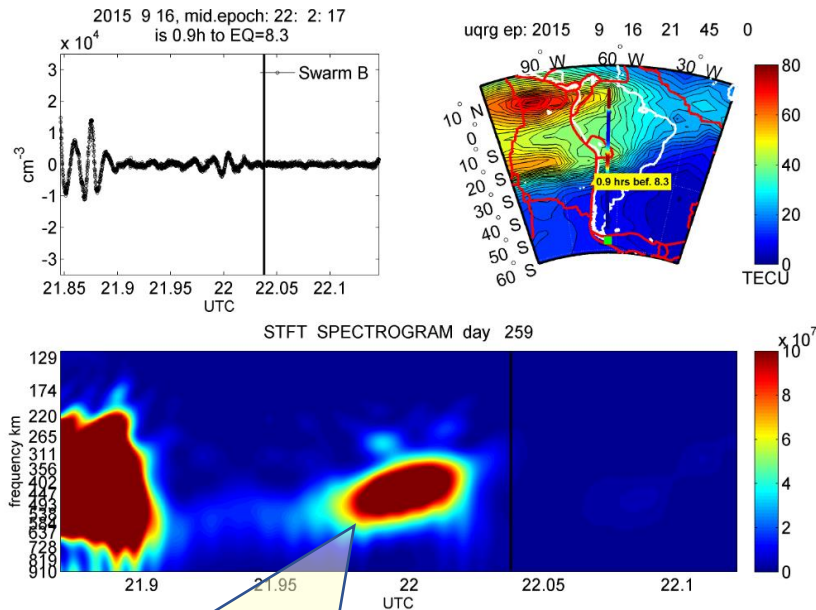 2015 9 16, mid.epoch: 22: 2: 17
is 0.9h to EQ=8.3
x 10⁴
3
2
1
0
-1
-2
-3
cm⁻³
Swarm B
21.85 21.9 21.95 22 22.05 22.1
UTC
uqrg ep: 2015 9 16 21 45 0
90° W 60° W 30° W
10° N
0°
10° S
20° S
30° S
40° S
50° S
60° S
0.9 hrs bef. 8.3
80
60
40
20
0
TECU
STFT SPECTROGRAM day 259
frequency km
129
174
220
265
311
356
402
447
493
533
584
637
728
819
910
21.9 21.95 22 22.05 22.1
UTC
x 10⁷
10
8
6
4
2
0